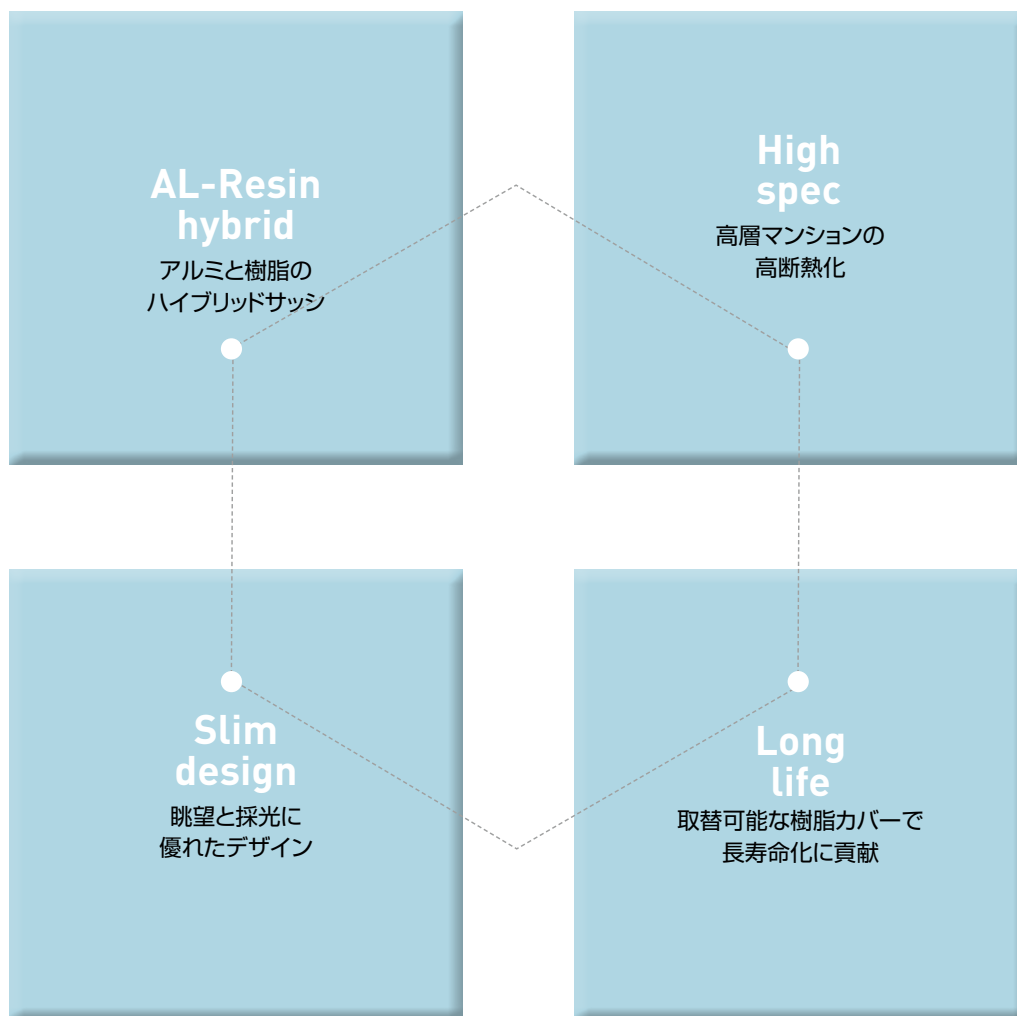 AL-Resin
hybrid
アルミと樹脂の
ハイブリッドサッシ
High
spec
高層マンションの
高断熱化
Slim
design
眺望と採光に
優れたデザイン
Long
life
取替可能な樹脂カバーで
長寿命化に貢献